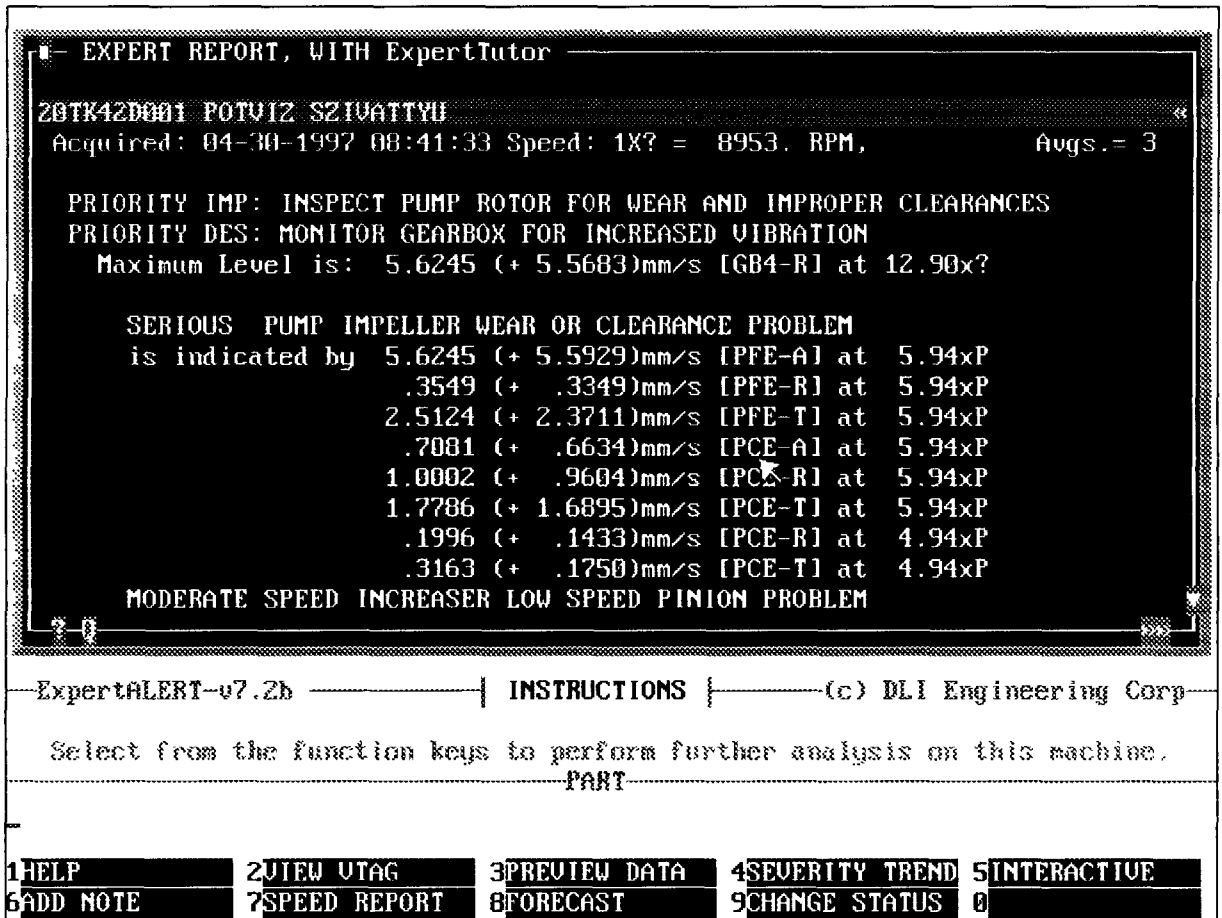 EXPERT REPORT, WITH ExpertTutor
20TK42D001 POTVIZ SZIVATTYU «
Acquired: 04-30-1997 08:41:33 Speed: 1X? = 8953. RPM, Avgs.= 3
PRIORITY IMP: INSPECT PUMP ROTOR FOR WEAR AND IMPROPER CLEARANCES
PRIORITY DES: MONITOR GEARBOX FOR INCREASED VIBRATION
Maximum Level is: 5.6245 (+ 5.5683)mm/s [GB4-R] at 12.90x?
SERIOUS PUMP IMPELLER WEAR OR CLEARANCE PROBLEM
is indicated by 5.6245 (+ 5.5929)mm/s [PFE-A] at 5.94xP
.3549 (+ .3349)mm/s [PFE-R] at 5.94xP
2.5124 (+ 2.3711)mm/s [PFE-T] at 5.94xP
.7081 (+ .6634)mm/s [PCE-A] at 5.94xP
1.0002 (+ .9604)mm/s [PCE-R] at 5.94xP
1.7786 (+ 1.6895)mm/s [PCE-T] at 5.94xP
.1996 (+ .1433)mm/s [PCE-R] at 4.94xP
.3163 (+ .1750)mm/s [PCE-T] at 4.94xP
MODERATE SPEED INCREASER LOW SPEED PINION PROBLEM
?-Q »»
ExpertALERT-v7.2b INSTRUCTIONS (c) DLI Engineering Corp
Select from the function keys to perform further analysis on this machine.
PART
1HELP 2VIEW VTAG 3PREVIEW DATA 4SEVERITY TREND 5INTERACTIVE
6ADD NOTE 7SPEED REPORT 8FORECAST 9CHANGE STATUS 0